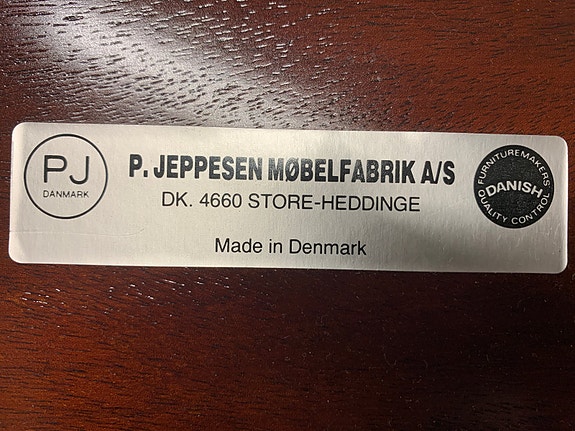 PJ
DANMARK
P. JEPPESEN MØBELFABRIK A/S
DK. 4660 STORE-HEDDINGE
Made in Denmark
FURNITUREMAKERS
DANISH
QUALITY CONTROL